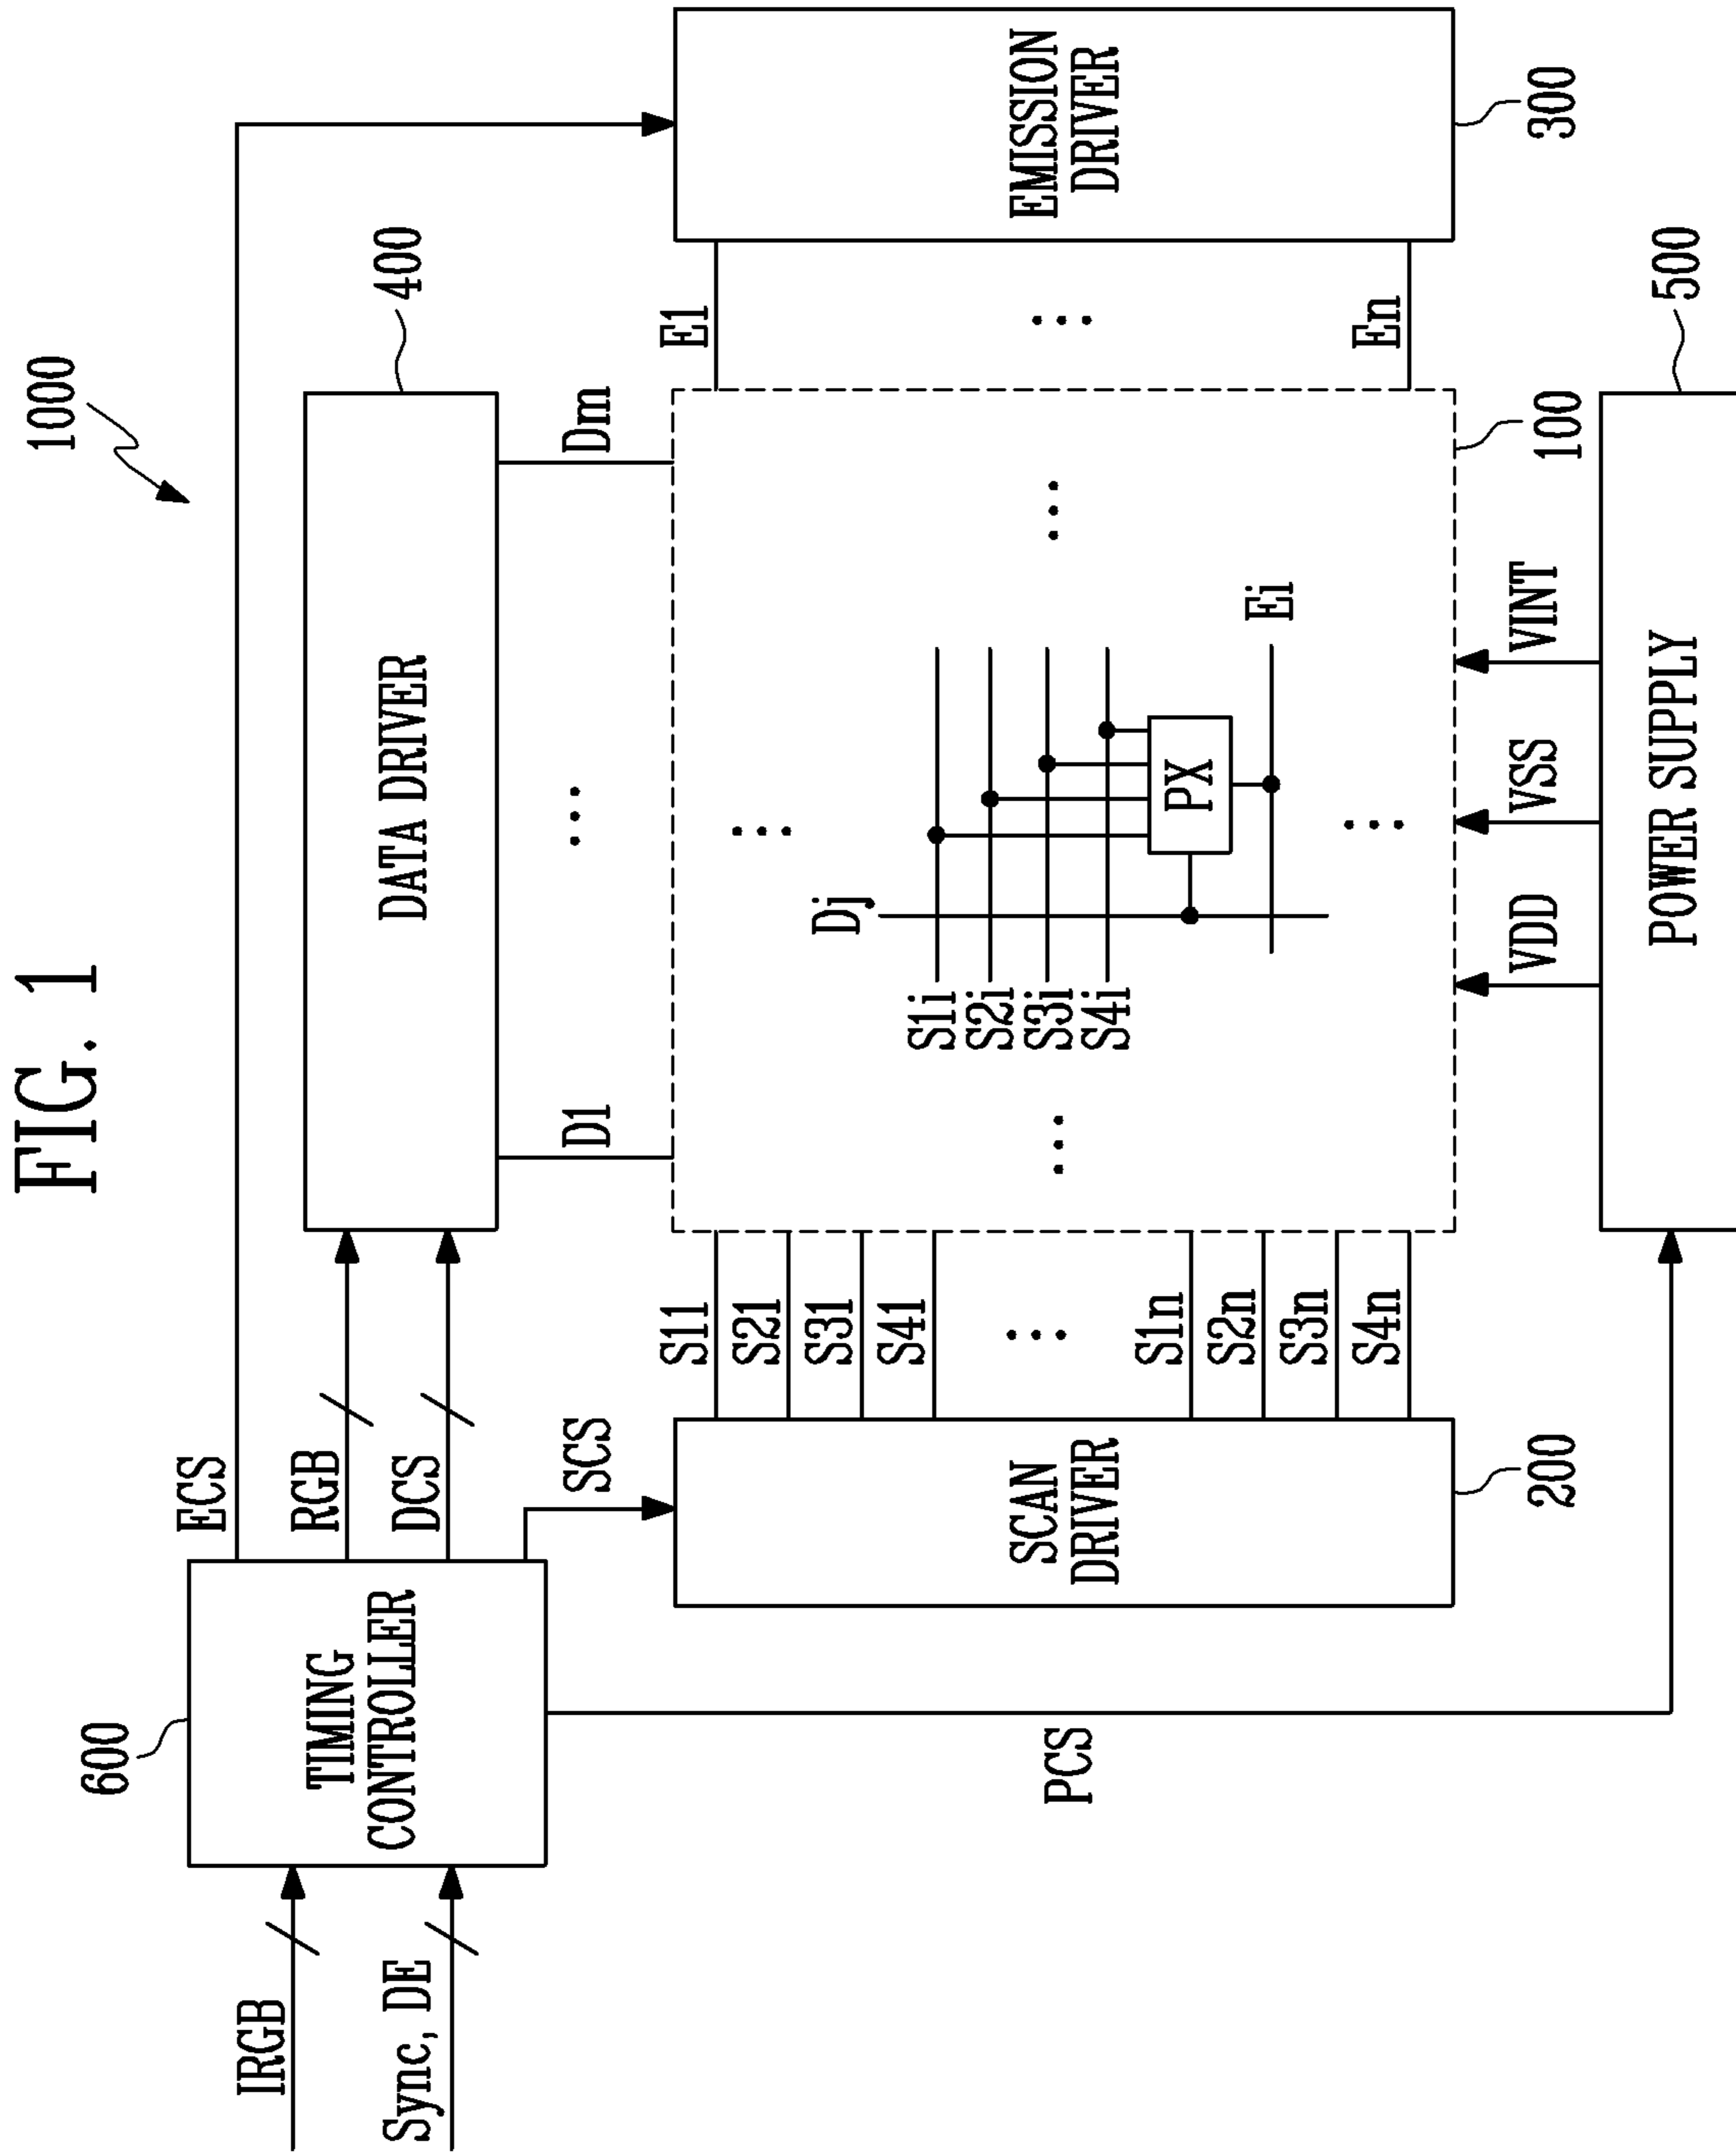 FIG. 1
1000
600
ECS
400
IRGB
Sync, DE
TIMING
CONTROLLER
RGB
DCS
DATA DRIVER
SCS
D1
Dm
S11
S21
S31
S41
S1n
S2n
S3n
S4n
E1
En
SCAN
DRIVER
Dj
S1i
S2i
S3i
S4i
PX
Ei
EMISSION
DRIVER
PCS
200
VDD
VSS
VINT
100
300
POWER SUPPLY
500